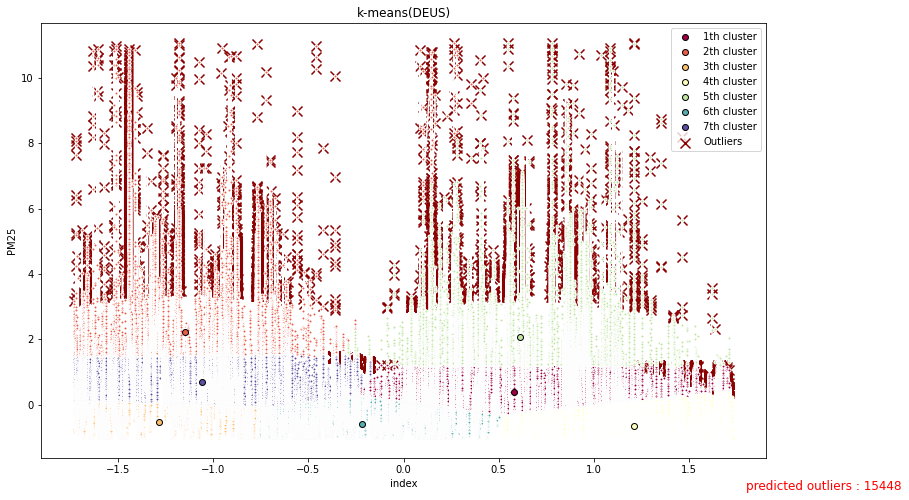 k-means(DEUS)
1th cluster
2th cluster
3th cluster
4th cluster
5th cluster
6th cluster
7th cluster
Outliers
10
8
6
4
2
0
PM25
−1.5 −1.0 −0.5 0.0 0.5 1.0 1.5
index
predicted outliers : 15448